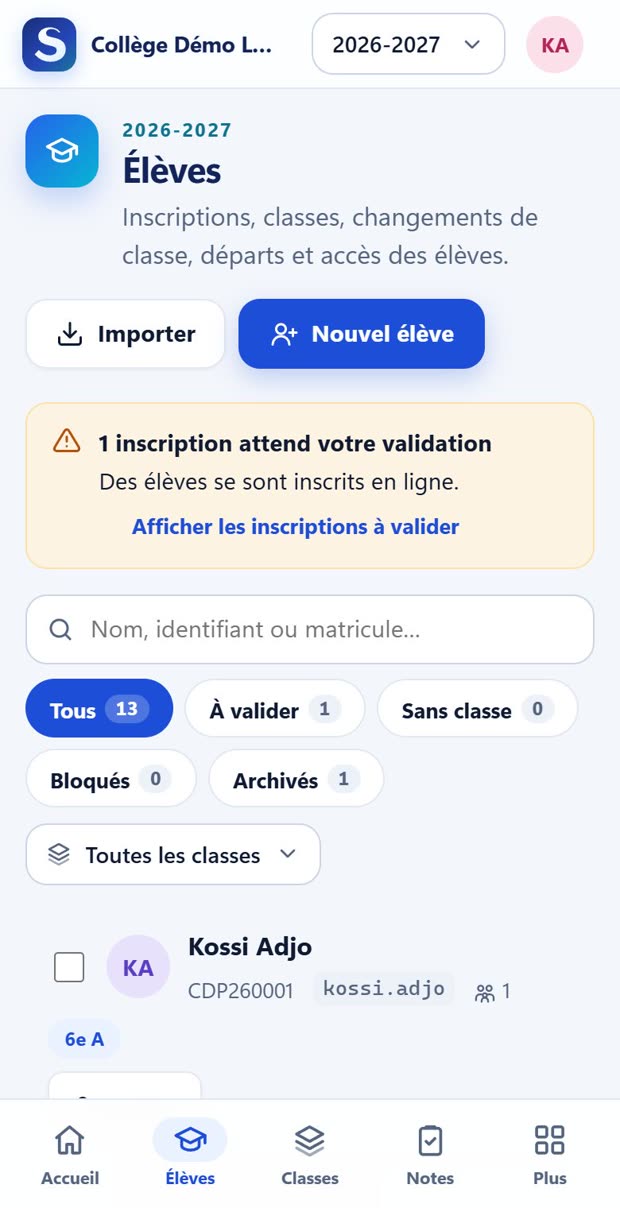 S Collège Démo L... 2026-2027 KA
2026-2027
Élèves
Inscriptions, classes, changements de
classe, départs et accès des élèves.
Importer Nouvel élève
1 inscription attend votre validation
Des élèves se sont inscrits en ligne.
Afficher les inscriptions à valider
Nom, identifiant ou matricule...
Tous 13 À valider 1 Sans classe 0
Bloqués 0 Archivés 1
Toutes les classes
Kossi Adjo
KA
CDP260001 kossi.adjo 1
6e A
Accueil Élèves Classes Notes Plus